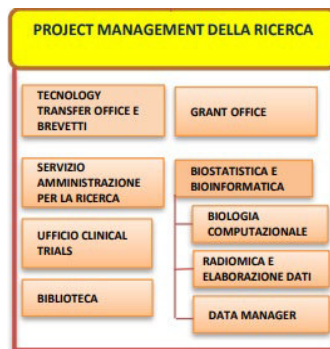 PROJECT MANAGEMENT DELLA RICERCA
TECNOLOGY
TRANSFER OFFICE E
BREVETTI
GRANT OFFICE
SERVIZIO
AMMINISTRAZIONE
PER LA RICERCA
BIOSTATISTICA E
BIOINFORMATICA
BIOLOGIA
COMPUTAZIONALE
UFFICIO CLINICAL
TRIALS
RADIOMICA E
ELABORAZIONE DATI
BIBLIOTECA
DATA MANAGER